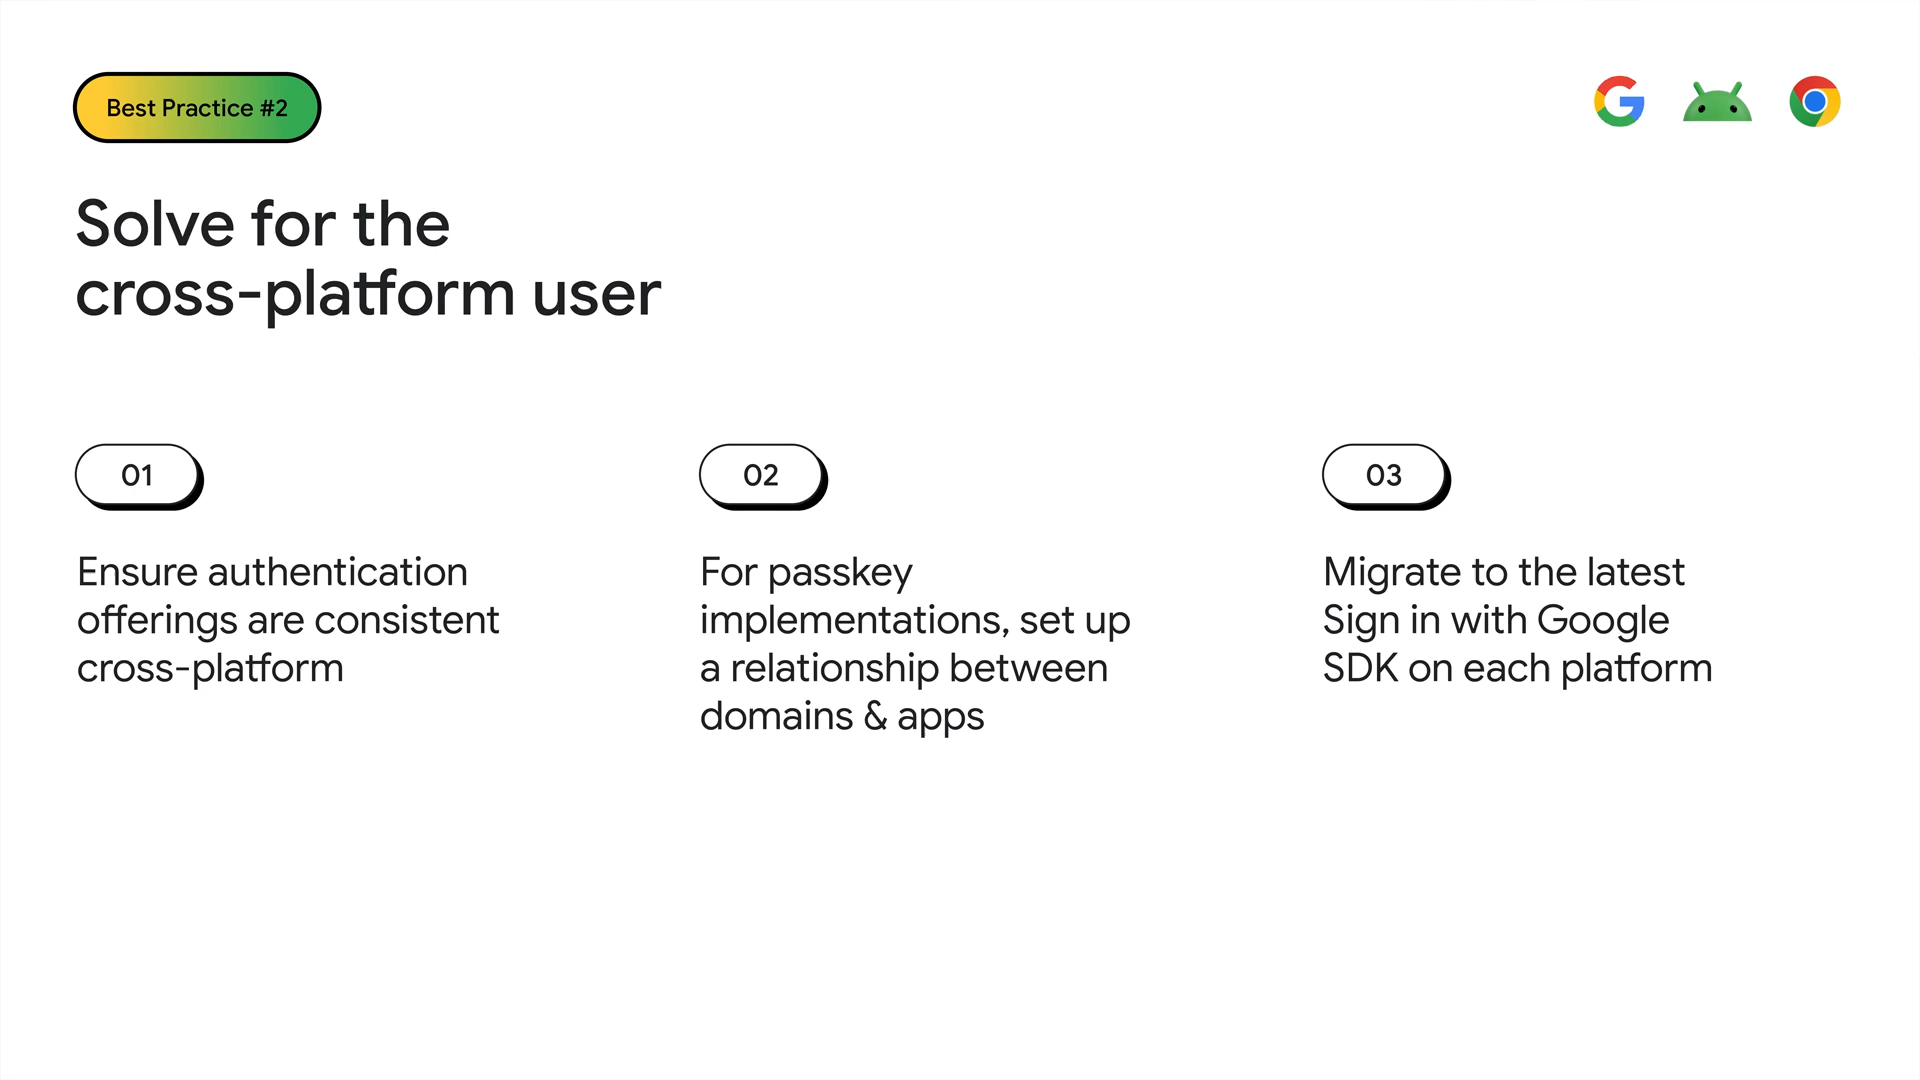 Best Practice #2
Solve for the
cross-platform user
01
Ensure authentication
offerings are consistent
cross-platform
02
For passkey
implementations, set up
a relationship between
domains & apps
03
Migrate to the latest
Sign in with Google
SDK on each platform